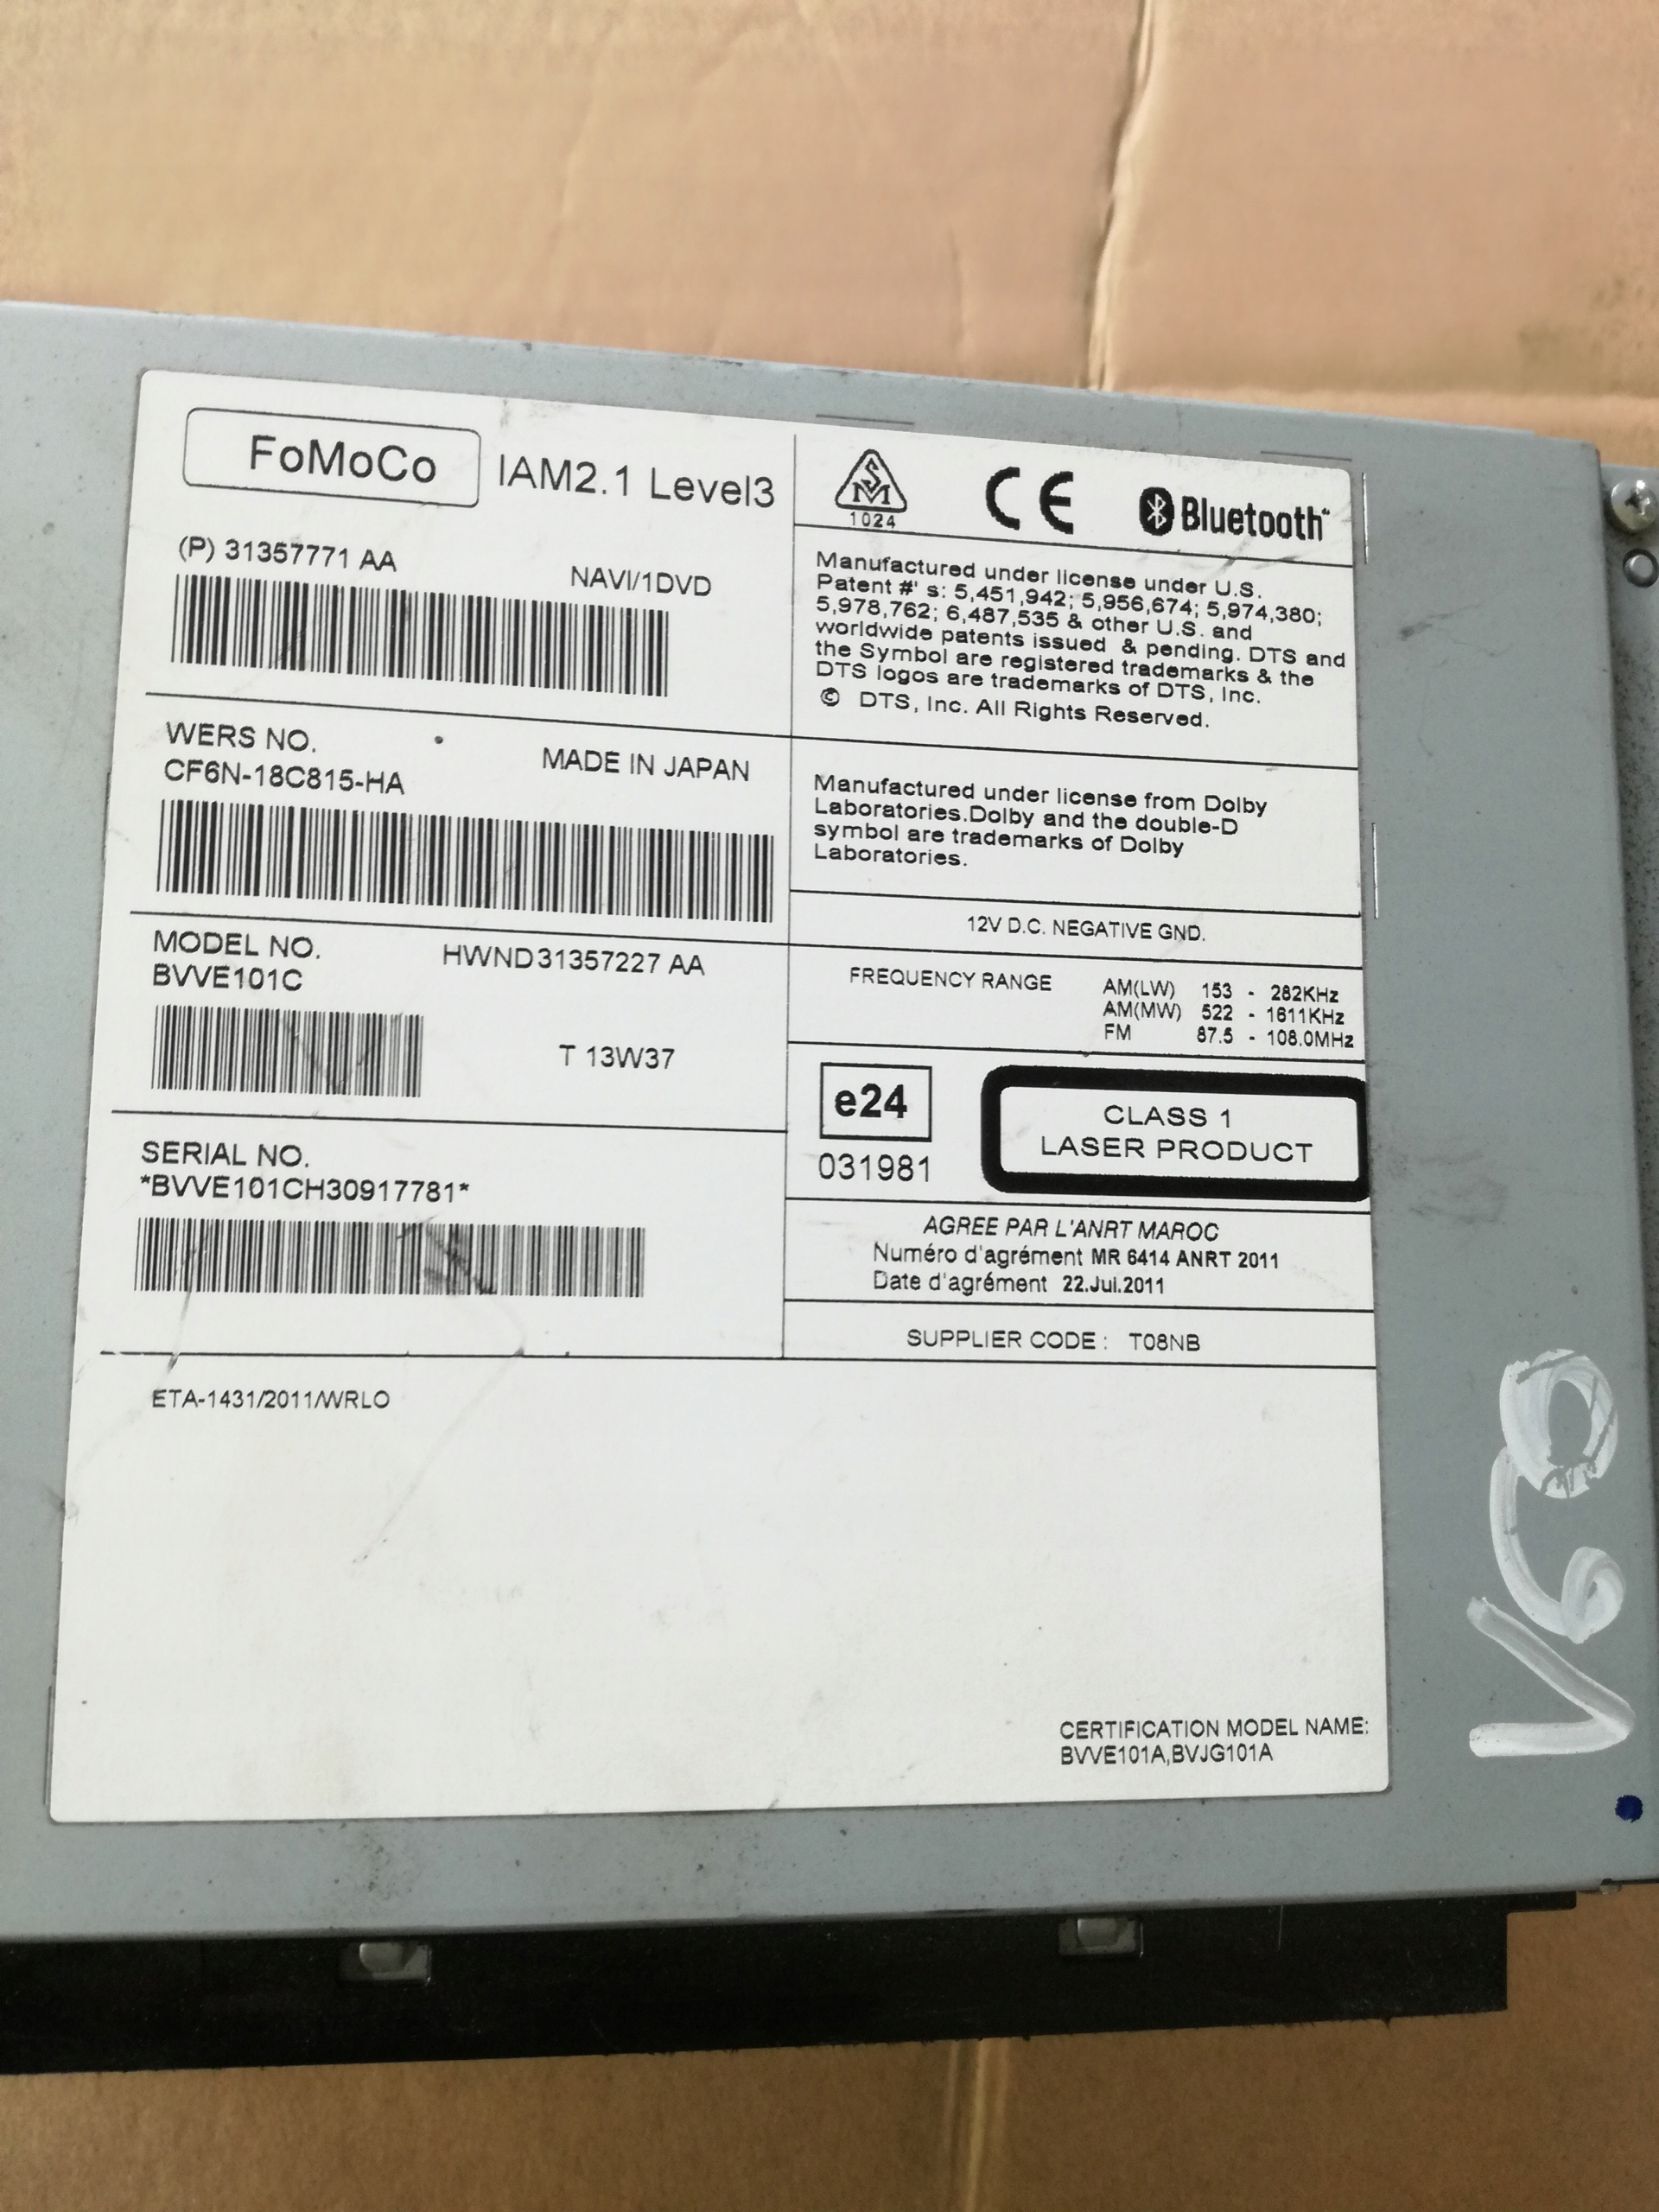 FoMoCo IAM2.1 Level3
(P) 31357771 AA
NAVI/1DVD
WERS NO.
CF6N-18C815-HA
MADE IN JAPAN
MODEL NO.
BVVE101C
HWND31357227 AA
T 13W37
SERIAL NO.
*BVVE101CH30917781*
ETA-1431/2011/WRLO
SM
1024
CE
Bluetooth
Manufactured under license under U.S.
Patent #' s: 5,451,942; 5,956,674; 5,974,380;
5,978,762; 6,487,535 & other U.S. and
worldwide patents issued & pending. DTS and
the Symbol are registered trademarks & the
DTS logos are trademarks of DTS, Inc.
© DTS, Inc. All Rights Reserved.
Manufactured under license from Dolby
Laboratories.Dolby and the double-D
symbol are trademarks of Dolby
Laboratories.
12V D.C. NEGATIVE GND.
FREQUENCY RANGE AM(LW) 153 - 282KHz
AM(MW) 522 - 1611KHz
FM 87.5 - 108.0MHz
e24
031981
CLASS 1
LASER PRODUCT
AGREE PAR L'ANRT MAROC
Numéro d'agrément MR 6414 ANRT 2011
Date d'agrément 22.Jul.2011
SUPPLIER CODE : T08NB
CERTIFICATION MODEL NAME:
BVVE101A,BVJG101A
V60